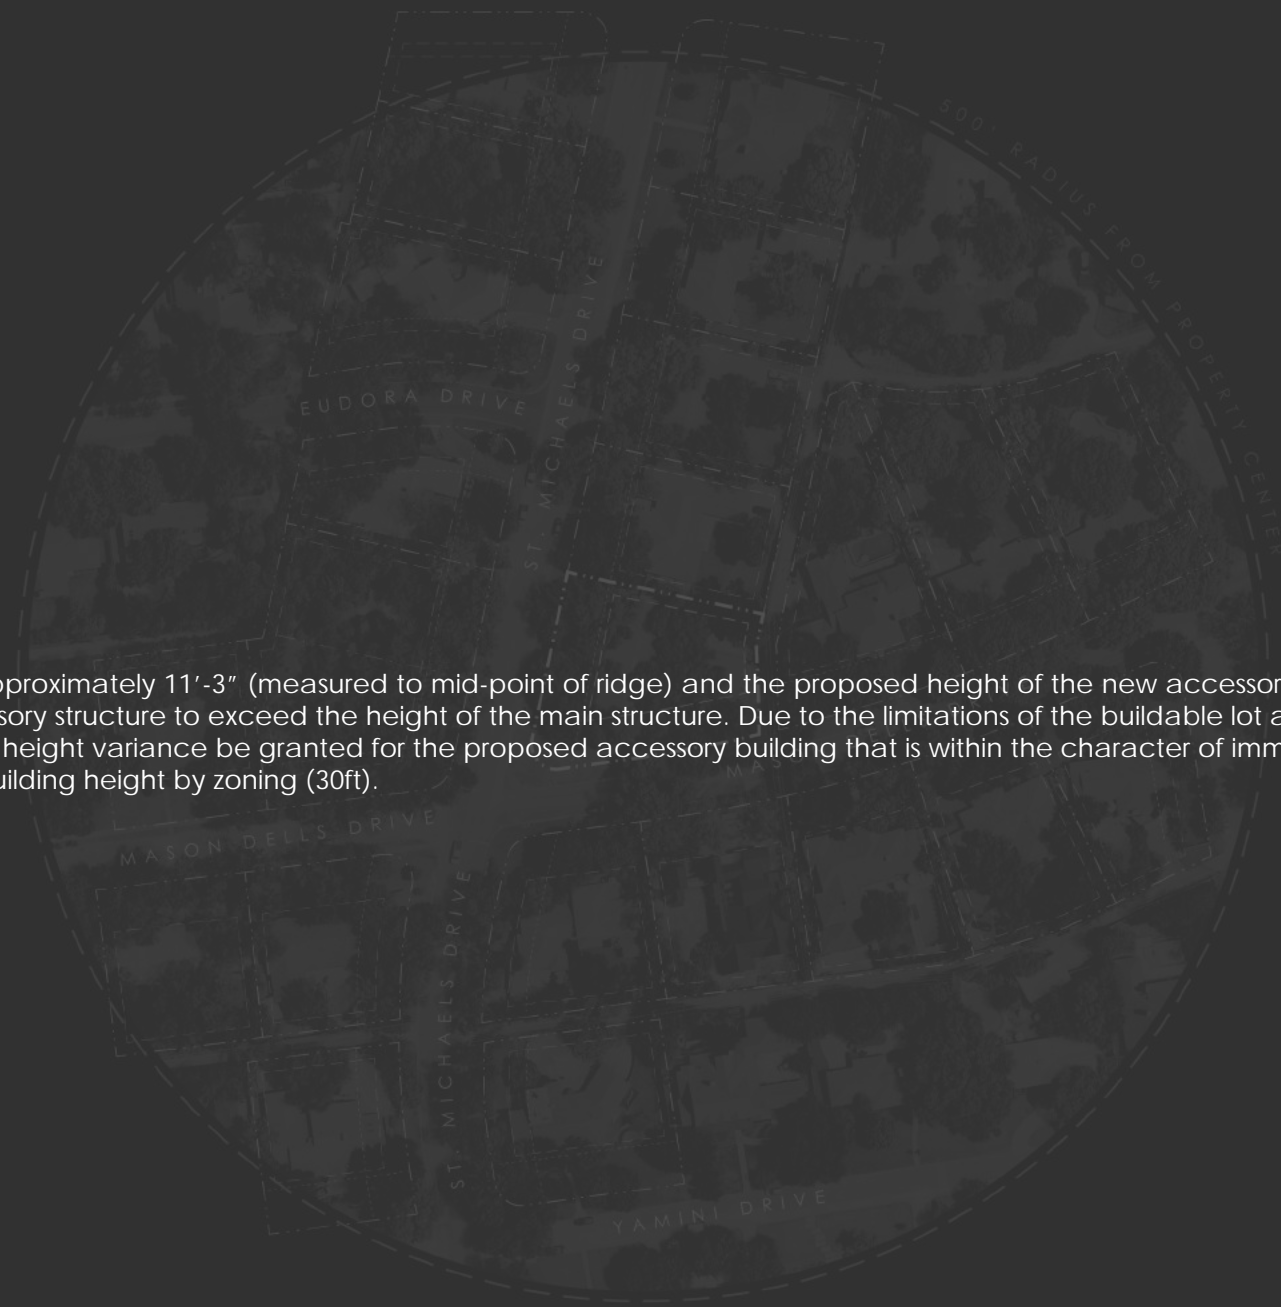 500' RADIUS FROM PROPERTY CENTER
ST. MICHAELS DRIVE
EUDORA DRIVE
proximately 11'-3" (measured to mid-point of ridge) and the proposed height of the new accessor
sory structure to exceed the height of the main structure. Due to the limitations of the buildable lot a
height variance be granted for the proposed accessory building that is within the character of imm
uilding height by zoning (30ft).
MASON DELLS DRIVE
ST. MICHAELS DRIVE
YAMINI DRIVE